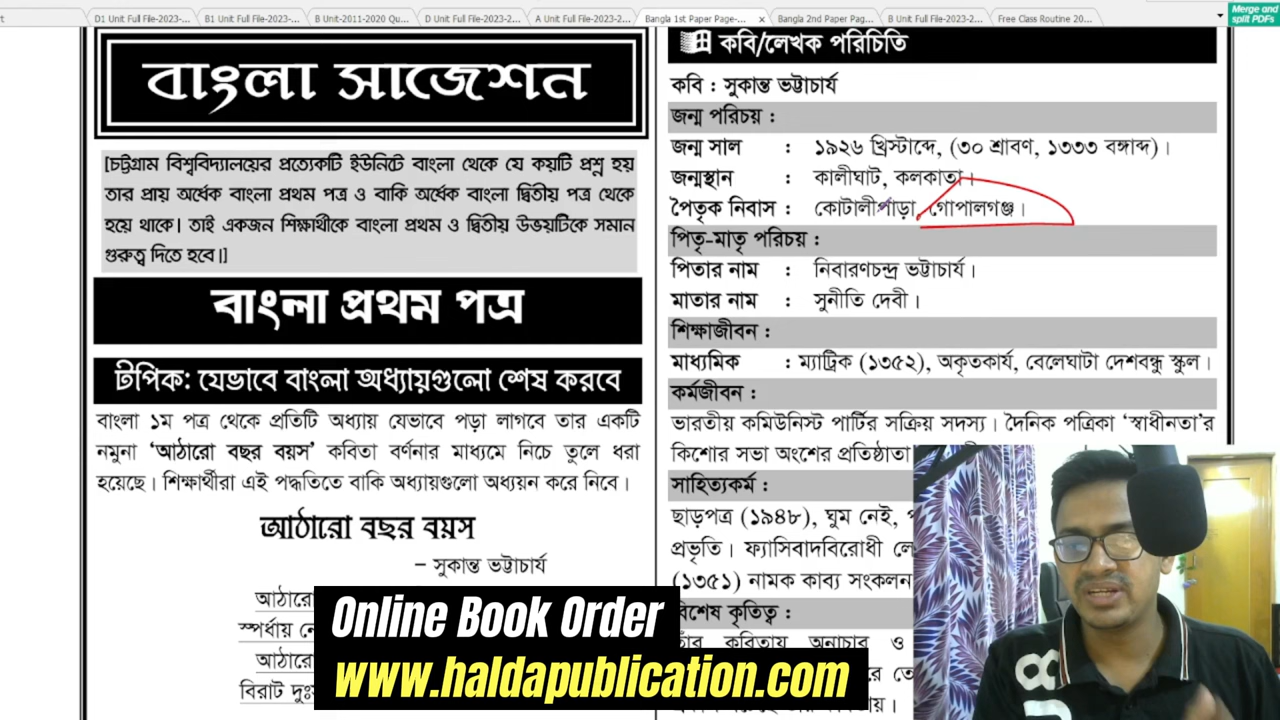 D1 Unit Full File-2023-...
B1 Unit Full File-2023-...
B Unit-2011-2020 Qu...
D Unit Full File-2023-2...
A Unit Full File-2023-2...
Bangla 1st Paper Page-...
Bangla 2nd Paper Pag...
B Unit Full File-2023-2...
Free Class Routine 20...
Merge and
split PDFs
বাংলা সাজেশন
[চট্টগ্রাম বিশ্ববিদ্যালয়ের প্রত্যেকটি ইউনিটে বাংলা থেকে যে কয়টি প্রশ্ন হয়
তার প্রায় অর্ধেক বাংলা প্রথম পত্র ও বাকি অর্ধেক বাংলা দ্বিতীয় পত্র থেকে
হয়ে থাকে। তাই একজন শিক্ষার্থীকে বাংলা প্রথম ও দ্বিতীয় উভয়টিকে সমান
গুরুত্ব দিতে হবে।]
বাংলা প্রথম পত্র
টপিক: যেভাবে বাংলা অধ্যায়গুলো শেষ করবে
বাংলা ১ম পত্র থেকে প্রতিটি অধ্যায় যেভাবে পড়া লাগবে তার একটি
নমুনা ‘আঠারো বছর বয়স’ কবিতা বর্ণনার মাধ্যমে নিচে তুলে ধরা
হয়েছে। শিক্ষার্থীরা এই পদ্ধতিতে বাকি অধ্যায়গুলো অধ্যয়ন করে নিবে।
আঠারো বছর বয়স
– সুকান্ত ভট্টাচার্য
আঠারো
স্পর্ধায়
আঠারো
বিরাট
কবি/লেখক পরিচিতি
কবি : সুকান্ত ভট্টাচার্য
জন্ম পরিচয় :
জন্ম সাল : ১৯২৬ খ্রিস্টাব্দে, (৩০ শ্রাবণ, ১৩৩৩ বঙ্গাব্দ)।
জন্মস্থান : কালীঘাট, কলকাতা।
পৈতৃক নিবাস : কোটালীপাড়া, গোপালগঞ্জ।
পিতৃ-মাতৃ পরিচয় :
পিতার নাম : নিবারণচন্দ্র ভট্টাচার্য।
মাতার নাম : সুনীতি দেবী।
শিক্ষাজীবন :
মাধ্যমিক : ম্যাট্রিক (১৩৫২), অকৃতকার্য, বেলেঘাটা দেশবন্ধু স্কুল।
কর্মজীবন :
ভারতীয় কমিউনিস্ট পার্টির সক্রিয় সদস্য। দৈনিক পত্রিকা ‘স্বাধীনতা’র
কিশোর সভা অংশের প্রতিষ্ঠাতা
সাহিত্যকর্ম :
ছাড়পত্র (১৯৪৮), ঘুম নেই,
প্রভৃতি। ফ্যাসিবাদবিরোধী
(১৩৫১) নামক কাব্য সংকলন
বিশেষ কৃতিত্ব :
তাঁর কবিতায় অনাচার ও
Online Book Order
www.haldapublication.com